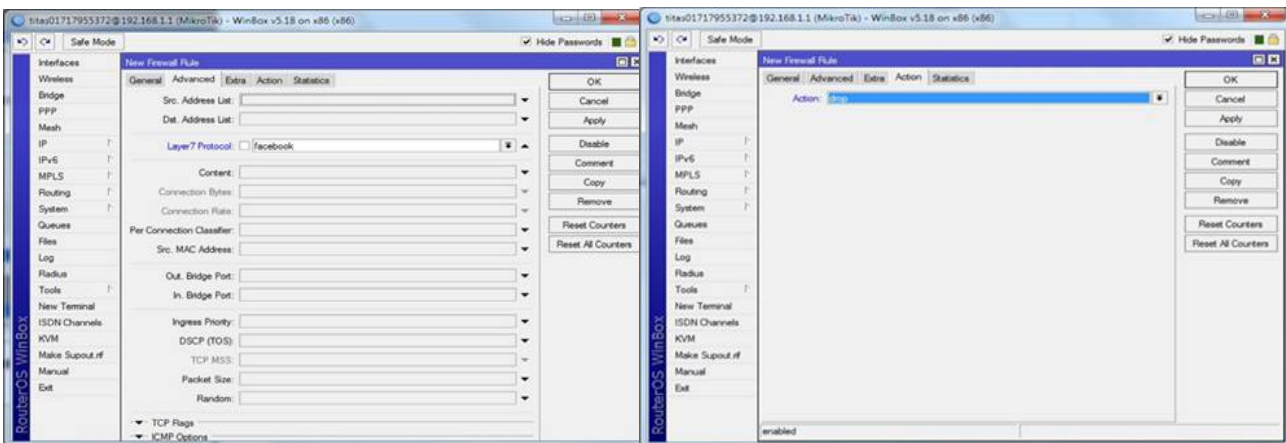 titas01717955372@192.168.1.1 (MikroTik) - WinBox v5.18 on x86 (x86)
Safe Mode
Hide Passwords
Interfaces
Wireless
Bridge
PPP
Mesh
IP
IPv6
MPLS
Routing
System
Queues
Files
Log
Radius
Tools
New Terminal
ISDN Channels
KVM
Make Supout.rif
Manual
Exit
RouterOS WinBox
New Firewall Rule
General Advanced Extra Action Statistics
Src. Address List:
Dst. Address List:
Layer7 Protocol: facebook
Content:
Connection Bytes:
Connection Rate:
Per Connection Classifier:
Src. MAC Address:
Out. Bridge Port:
In. Bridge Port:
Ingress Priority:
DSCP (TOS):
TCP MSS:
Packet Size:
Random:
TCP Flags
ICMP Options
OK
Cancel
Apply
Disable
Comment
Copy
Remove
Reset Counters
Reset All Counters
titas01717955372@192.168.1.1 (MikroTik) - WinBox v5.18 on x86 (x86)
Safe Mode
Hide Passwords
Interfaces
Wireless
Bridge
PPP
Mesh
IP
IPv6
MPLS
Routing
System
Queues
Files
Log
Radius
Tools
New Terminal
ISDN Channels
KVM
Make Supout.rif
Manual
Exit
RouterOS WinBox
New Firewall Rule
General Advanced Extra Action Statistics
Action: drop
OK
Cancel
Apply
Disable
Comment
Copy
Remove
Reset Counters
Reset All Counters
enabled